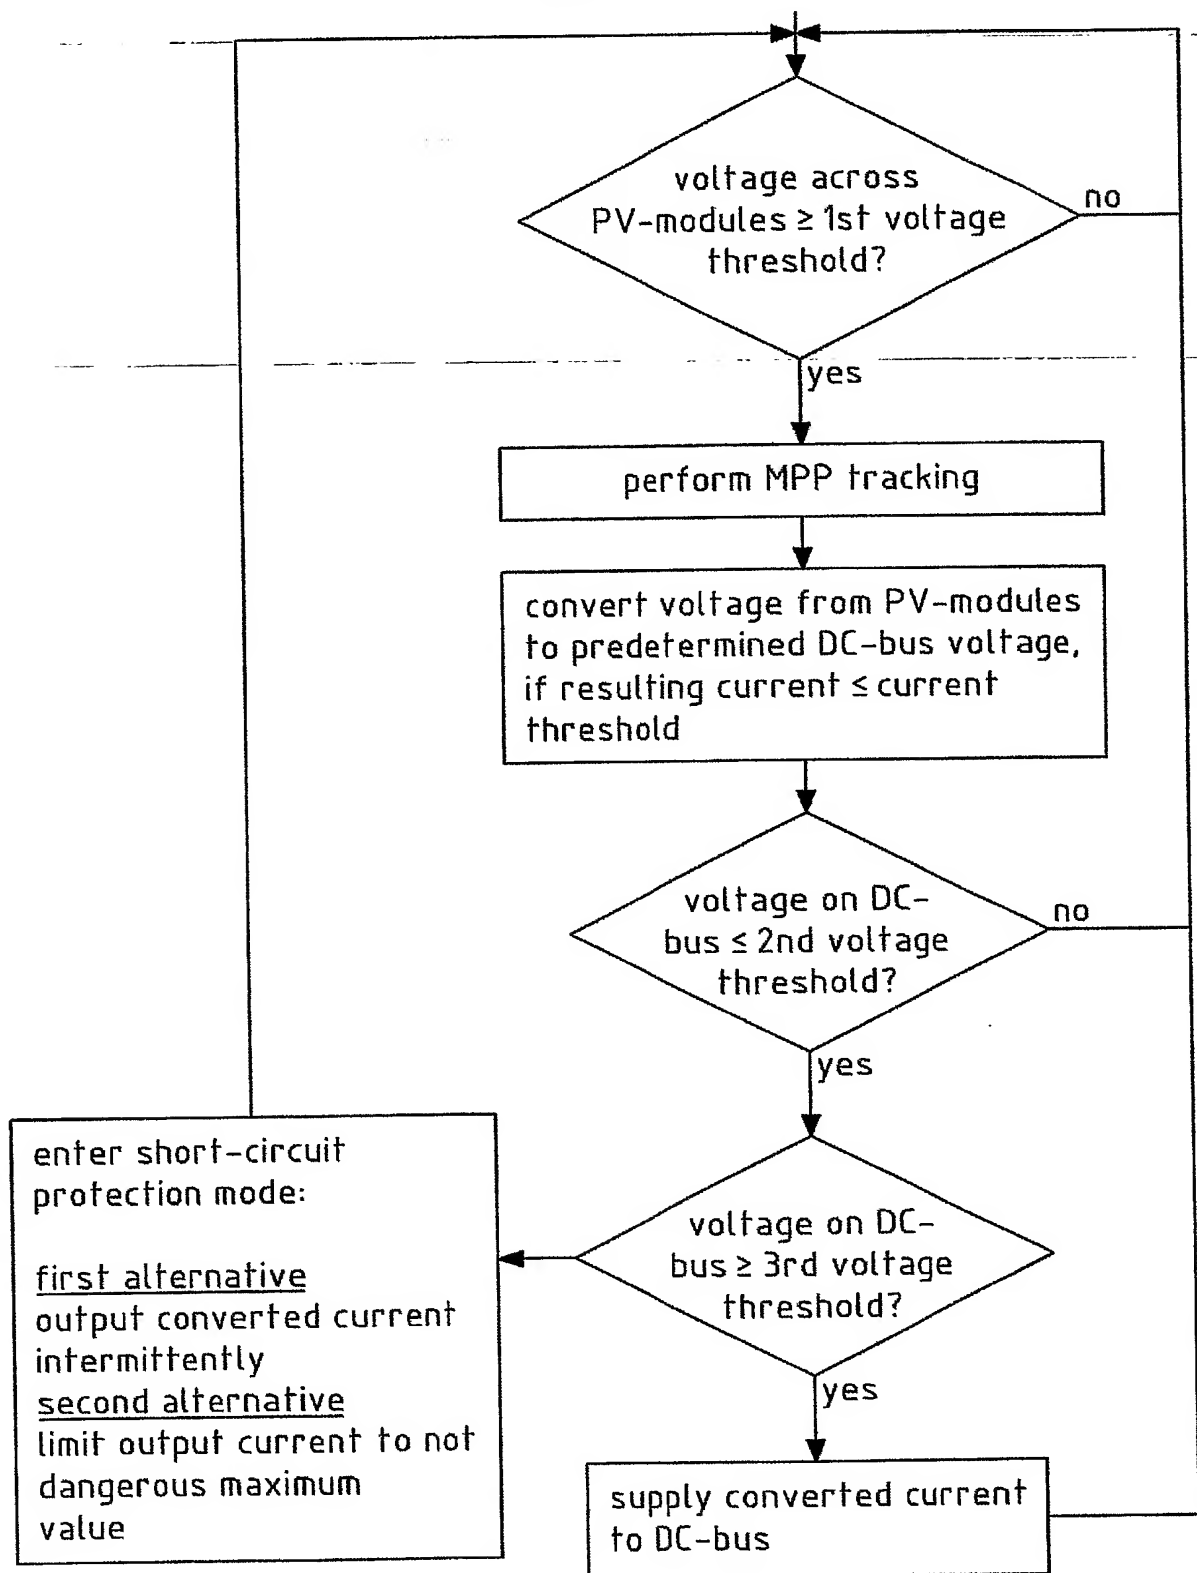 voltage across
PV-modules ≥ 1st voltage
threshold?
no
yes
perform MPP tracking
convert voltage from PV-modules
to predetermined DC-bus voltage,
if resulting current ≤ current
threshold
voltage on DC-
bus ≤ 2nd voltage
threshold?
no
yes
voltage on DC-
bus ≥ 3rd voltage
threshold?
yes
enter short-circuit
protection mode:
first alternative
output converted current
intermittently
second alternative
limit output current to not
dangerous maximum
value
supply converted current
to DC-bus